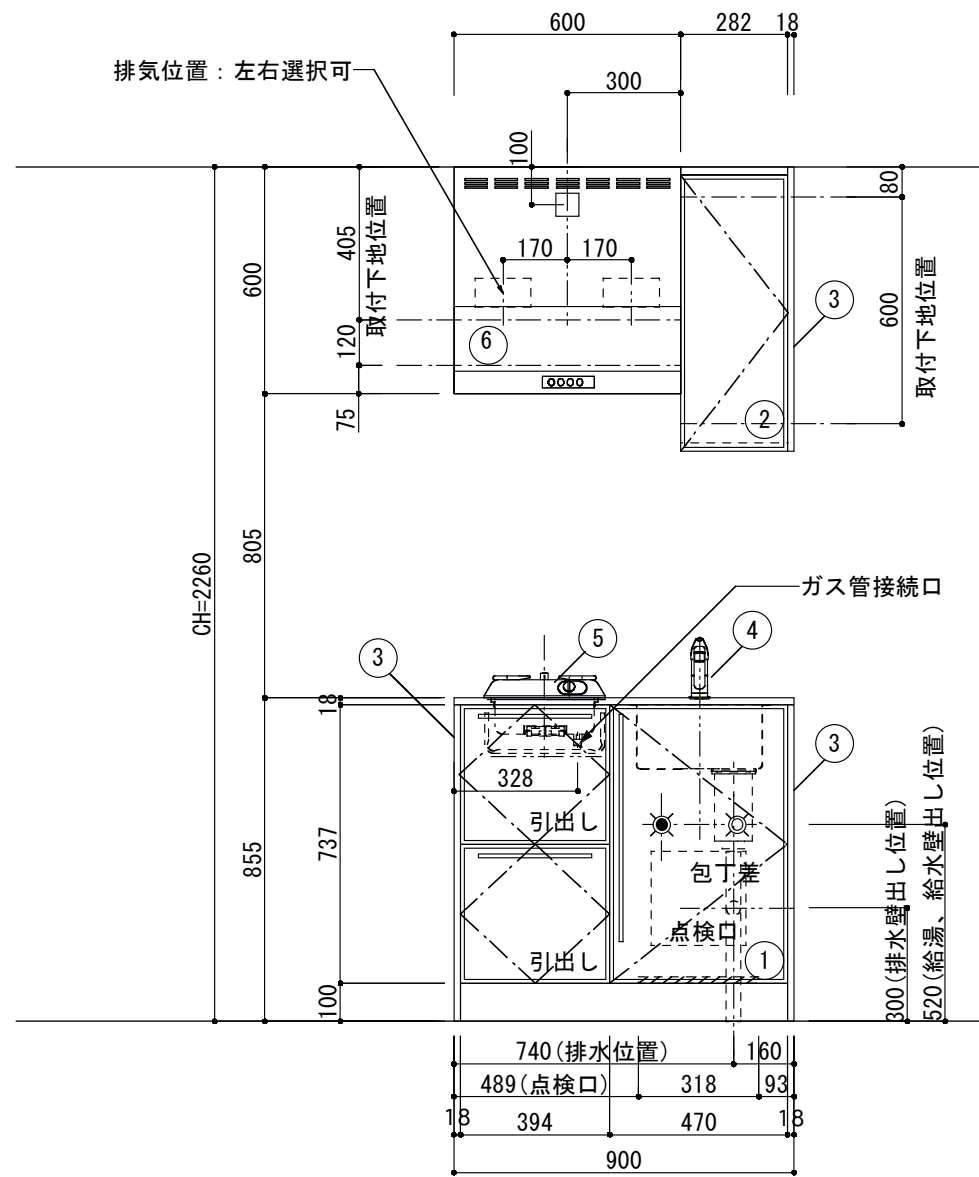 600
282
18
排気位置：左右選択可
300
100
80
405
取付下地位置
600
170
170
120
75
6
3
600
取付下地位置
2
CH=2260
805
ガス管接続口
5
4
3
18
328
引出し
3
855
737
包丁差
点検口
引出し
1
100
300(排水壁出し位置)
520(給湯、給水壁出し位置)
740(排水位置)
160
489(点検口)
318
93
18
394
470
18
900